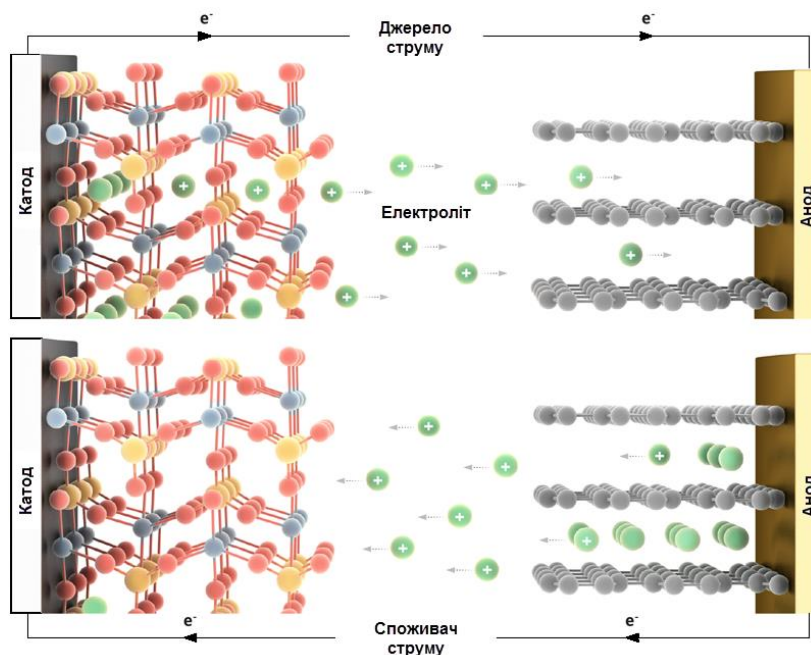 e-
Джерело
струму
e-
Катод
Електроліт
Анод
Катод
Анод
e-
Споживач
струму
e-